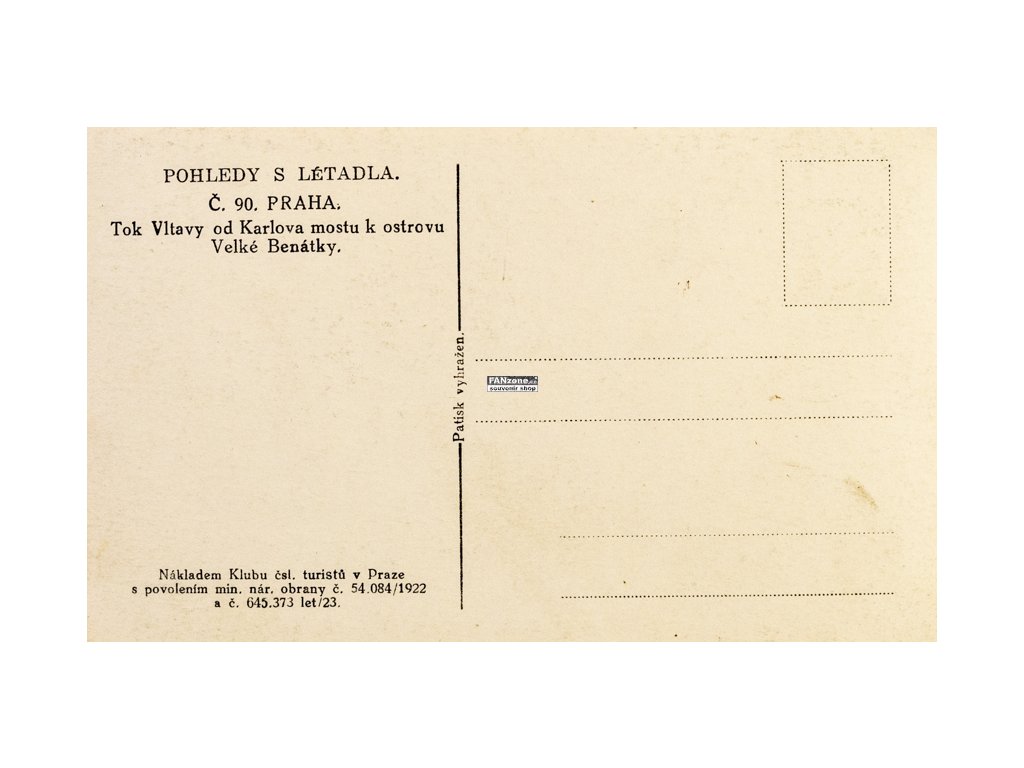 POHLEDY S LÉTADLA.
Č. 90. PRAHA.
Tok Vltavy od Karlova mostu k ostrovu
Velké Benátky.
Patisk vyhražen.
FANzone.cz
souvenir shop
Nákladem Klubu čsl. turistů v Praze
s povolením min. nár. obrany č. 54.084/1922
a č. 645.373 let/23.